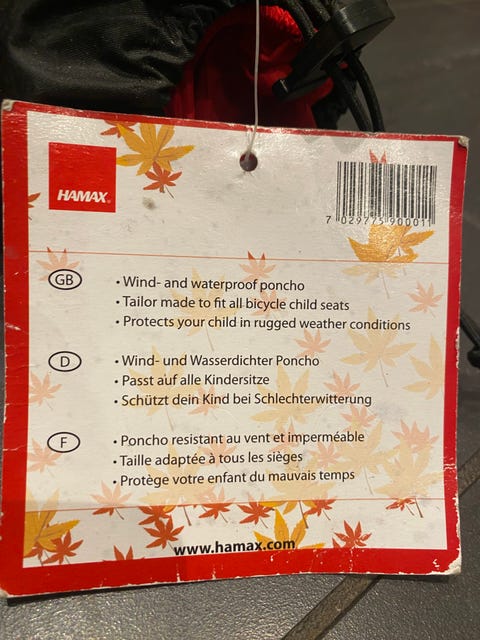 HAMAX
7 029775 900011
GB
• Wind- and waterproof poncho
• Tailor made to fit all bicycle child seats
• Protects your child in rugged weather conditions
D
• Wind- und Wasserdichter Poncho
• Passt auf alle Kindersitze
• Schützt dein Kind bei Schlechterwitterung
F
• Poncho resistant au vent et imperméable
• Taille adaptée à tous les sièges
• Protège votre enfant du mauvais temps
www.hamax.com